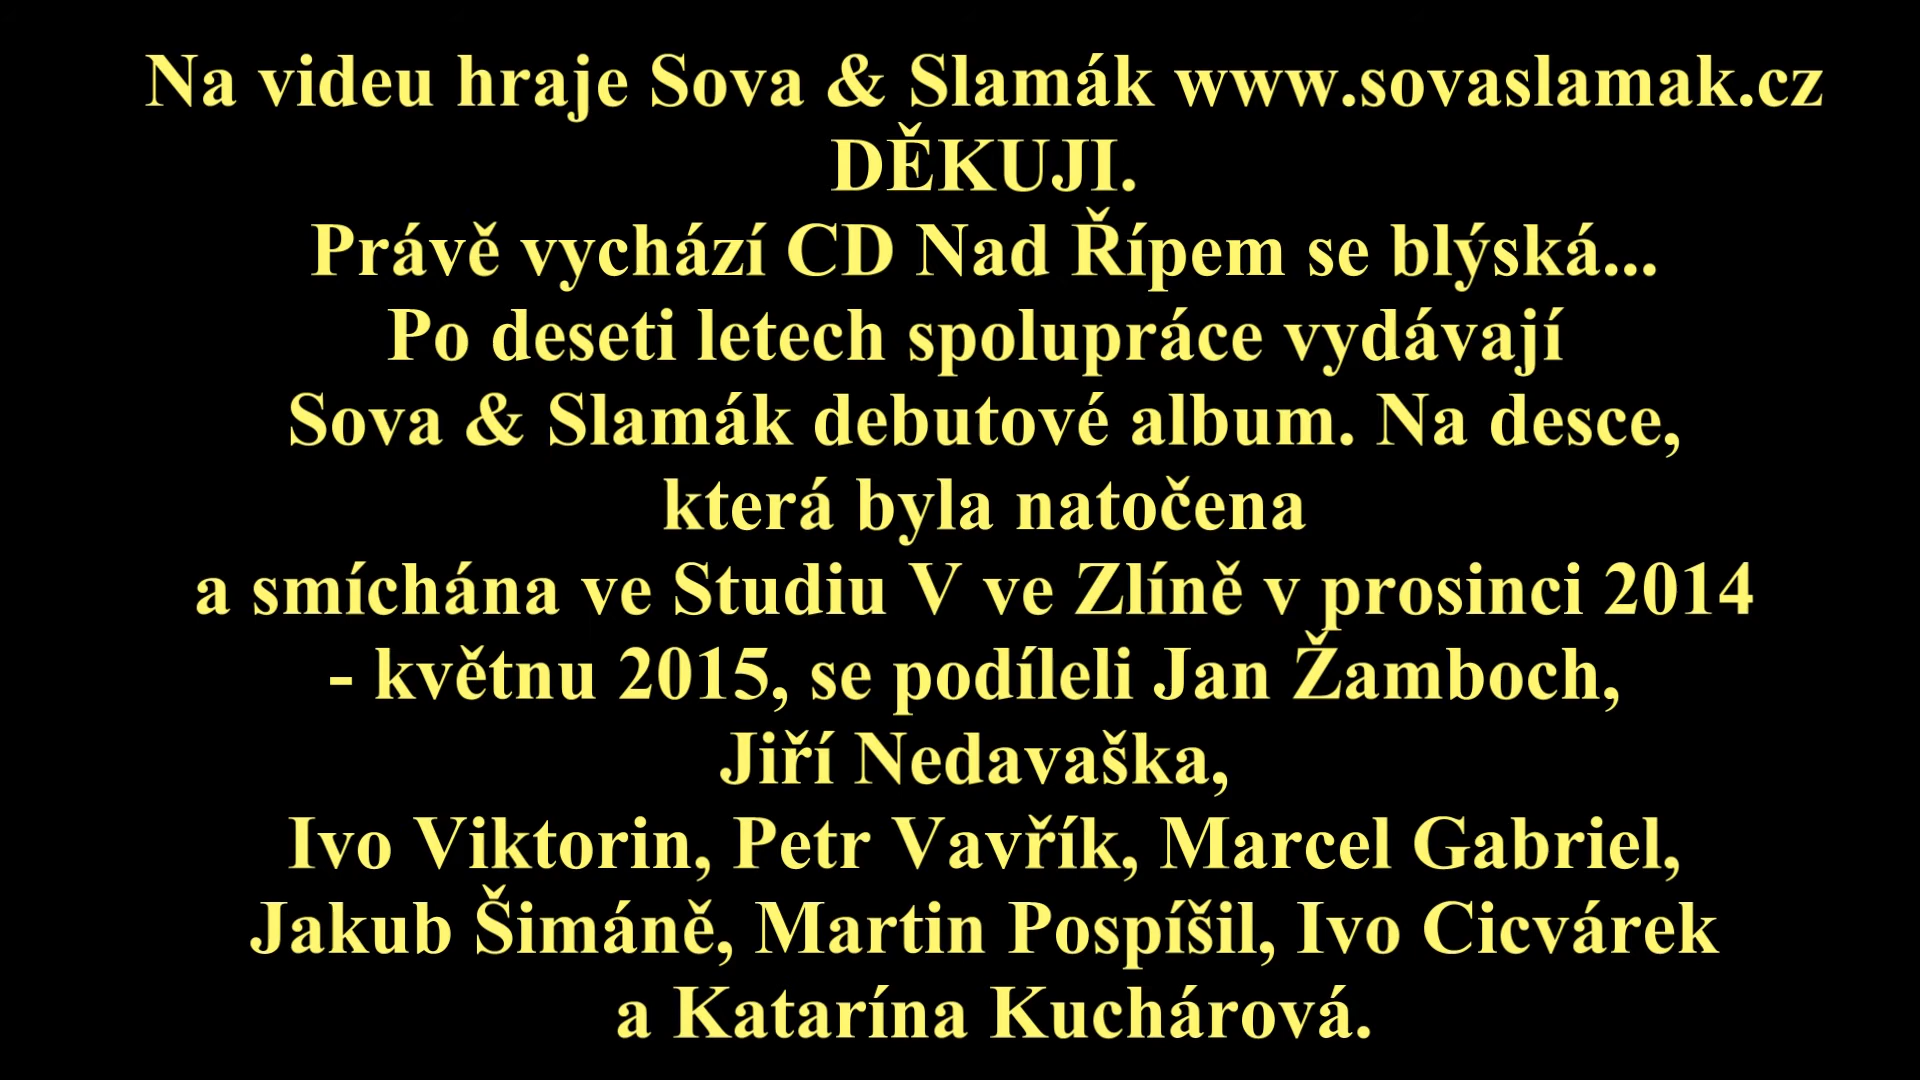 Na videu hraje Sova & Slamák www.sovaslamak.cz
DĚKUJI.
Právě vychází CD Nad Řípem se blýská...
Po deseti letech spolupráce vydávají
Sova & Slamák debutové album. Na desce,
která byla natočena
a smíchána ve Studiu V ve Zlíně v prosinci 2014
- květnu 2015, se podíleli Jan Žamboch,
Jiří Nedavaška,
Ivo Viktorin, Petr Vavřík, Marcel Gabriel,
Jakub Šimáně, Martin Pospíšil, Ivo Cicvárek
a Katarína Kuchárová.